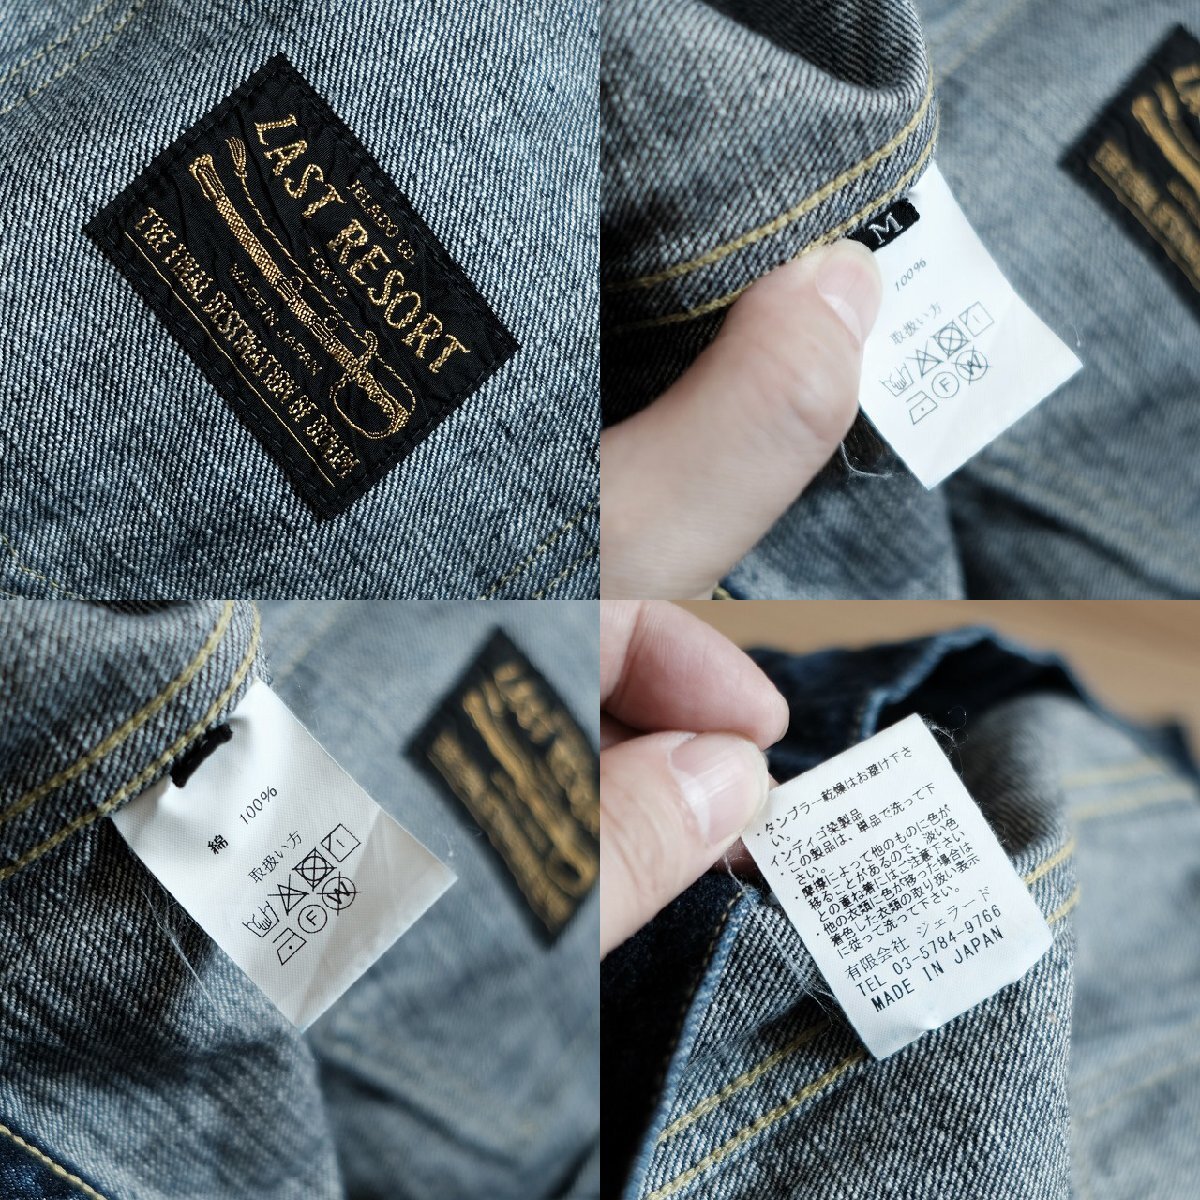 LAST RESORT
JELADO CO
TOKYO
MADE IN JAPAN
M
100%
取扱い方
F
W
綿 100%
取扱い方
F
W
LAST RESORT
・タンブラー乾燥はお避け下さ
い。
インディゴ染製品
・この製品は、単品で洗って下
さい。
・摩擦によって他のものに色が
移ることがあるので、淡い色
との重ね着にはご注意下さい
他の衣類に色が移った場合は
着色した衣類の取り扱い表示
に従って洗って下さい。
有限会社 ジェラード
TEL 03-5784-9766
MADE IN JAPAN